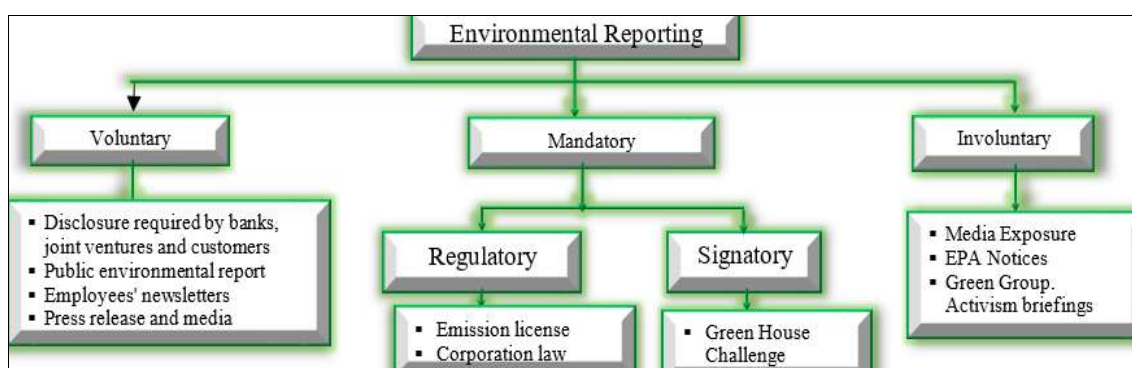 Environmental Reporting
Voluntary
Mandatory
Involuntary
▪ Disclosure required by banks,
joint ventures and customers
▪ Public environmental report
▪ Employees' newsletters
▪ Press release and media
Regulatory
Signatory
▪ Emission license
▪ Corporation law
▪ Green House
Challenge
▪ Media Exposure
▪ EPA Notices
▪ Green Group.
Activism briefings